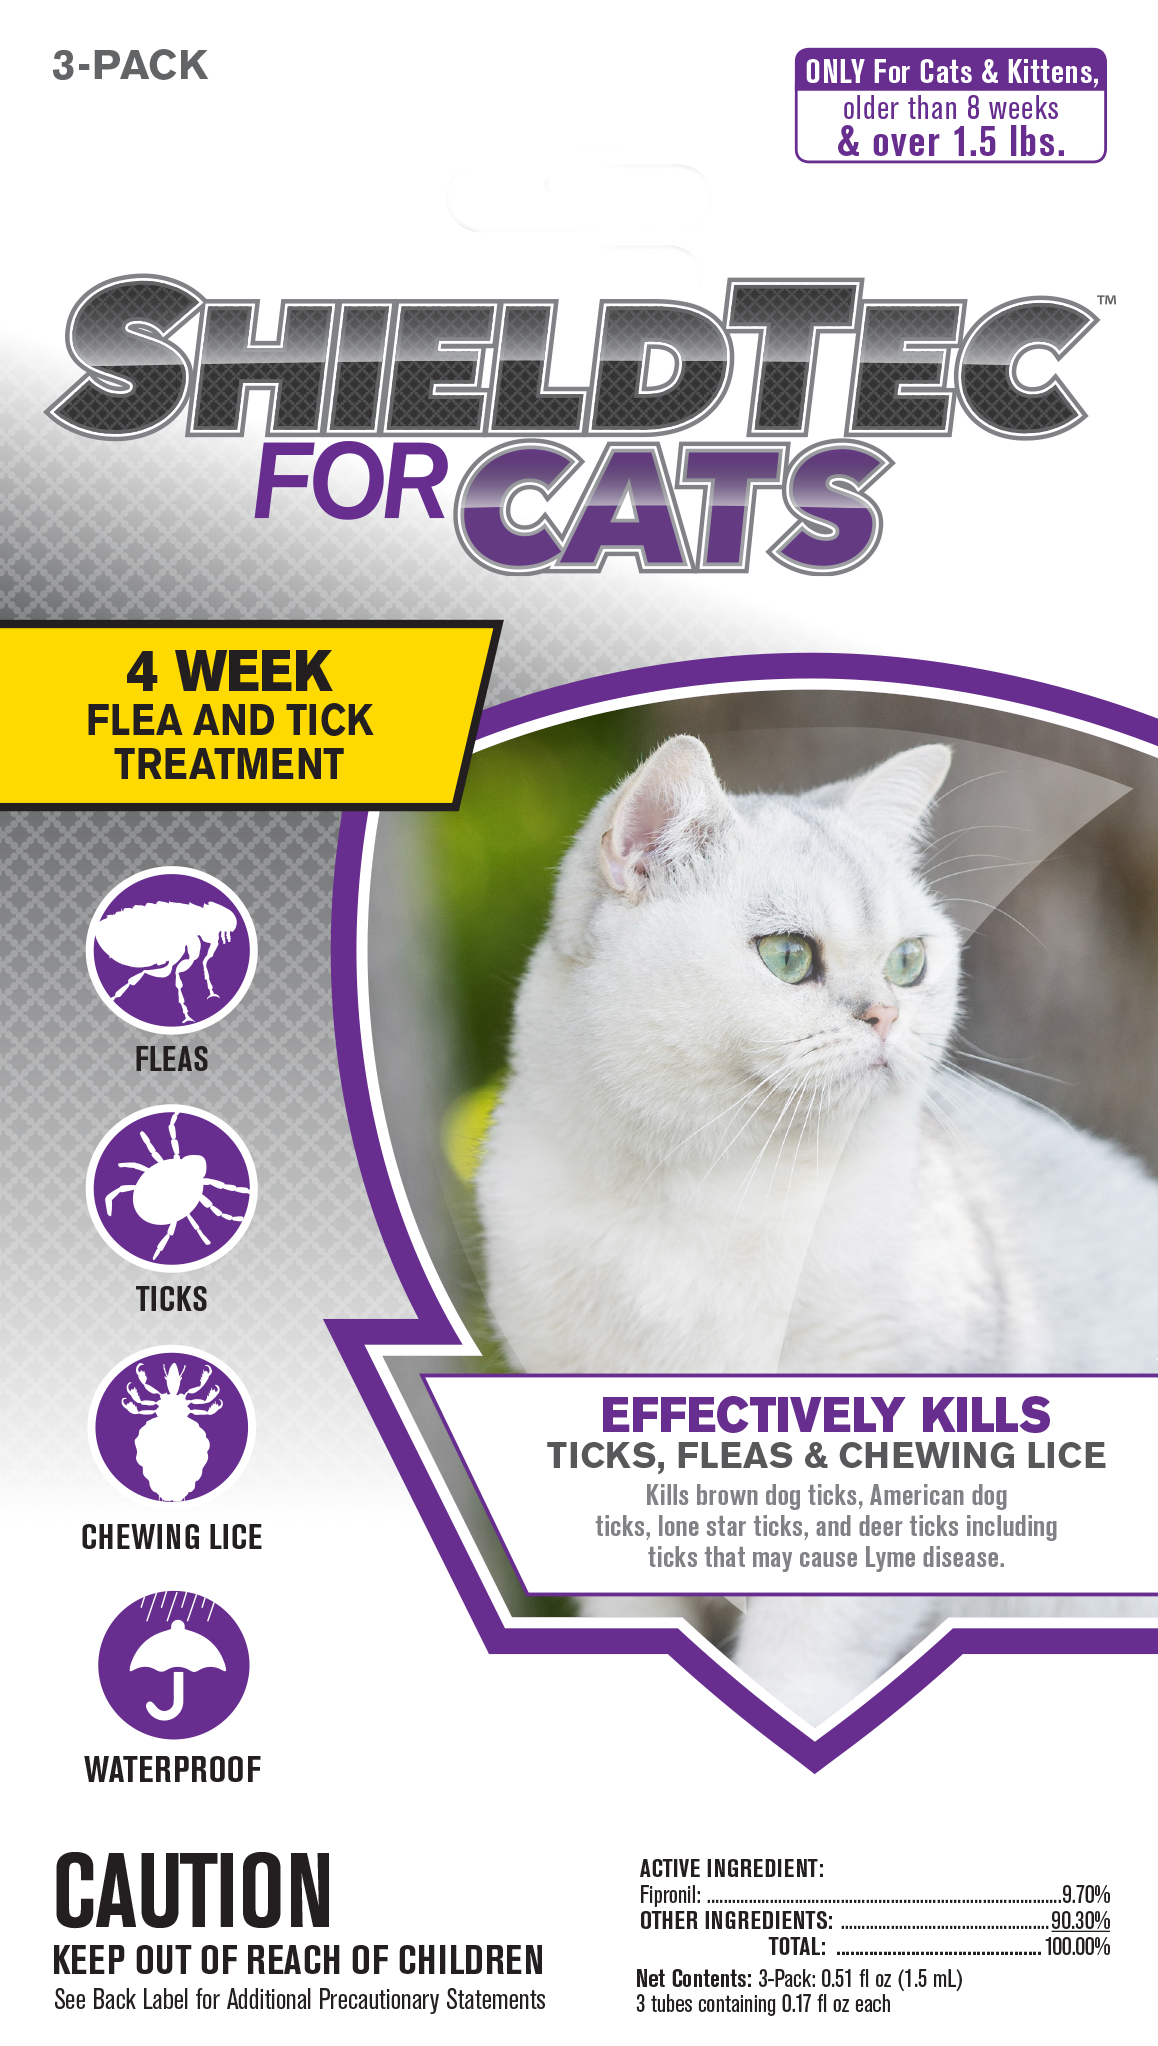 3-PACK
ONLY For Cats & Kittens,
older than 8 weeks
& over 1.5 lbs.
SHIELDTEC™
FOR CATS
4 WEEK
FLEA AND TICK
TREATMENT
FLEAS
TICKS
CHEWING LICE
WATERPROOF
EFFECTIVELY KILLS
TICKS, FLEAS & CHEWING LICE
Kills brown dog ticks, American dog
ticks, lone star ticks, and deer ticks including
ticks that may cause Lyme disease.
CAUTION
KEEP OUT OF REACH OF CHILDREN
See Back Label for Additional Precautionary Statements
ACTIVE INGREDIENT:
Fipronil: ........................................................................ 9.70%
OTHER INGREDIENTS: ................................................. 90.30%
TOTAL: ............................................ 100.00%
Net Contents: 3-Pack: 0.51 fl oz (1.5 mL)
3 tubes containing 0.17 fl oz each